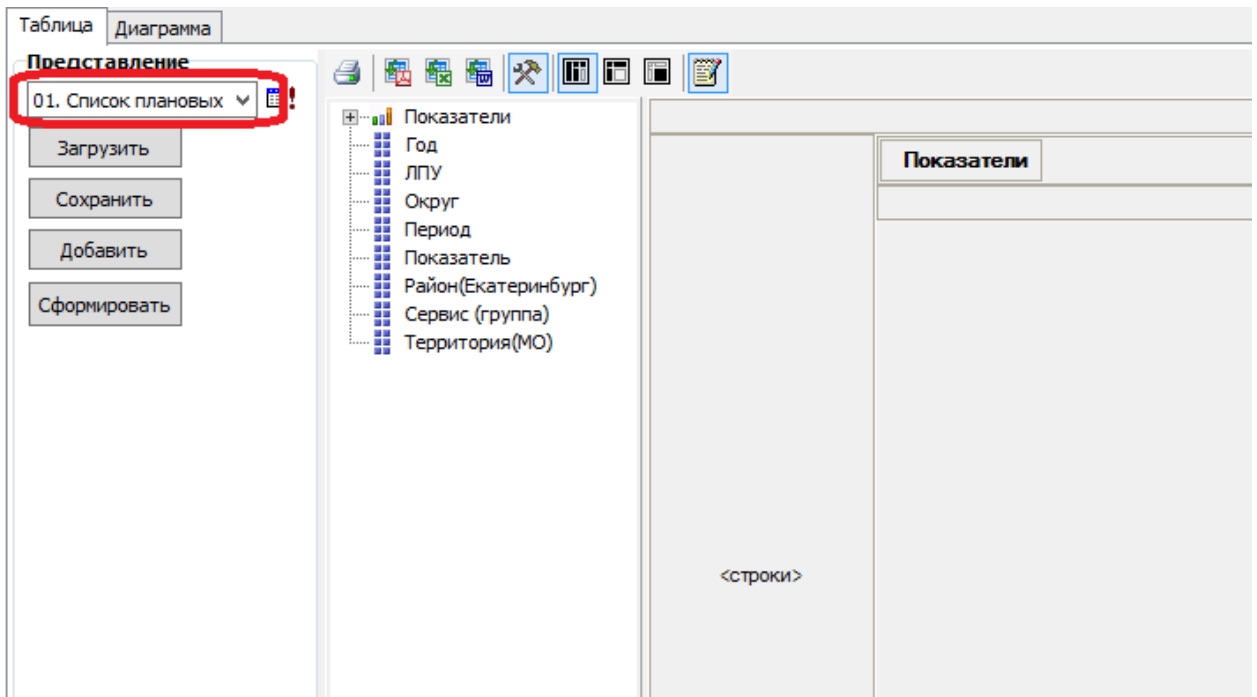 Таблица
Диаграмма
Представление
01. Список плановых
Загрузить
Сохранить
Добавить
Сформировать
Показатели
Год
ЛПУ
Округ
Период
Показатель
Район(Екатеринбург)
Сервис (группа)
Территория(МО)
Показатели
<строки>